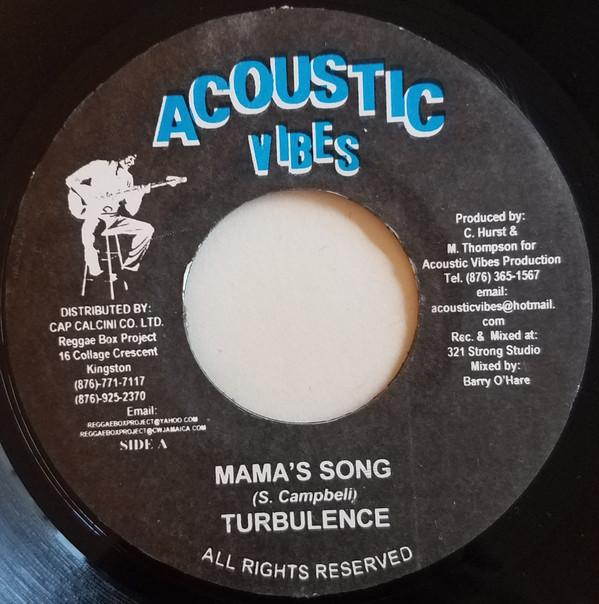 ACOUSTIC
VIBES
Produced by:
C. Hurst &
M. Thompson for
Acoustic Vibes Production
Tel. (876) 365-1567
email:
acousticvibes@hotmail.
com
Rec. & Mixed at:
321 Strong Studio
Mixed by:
Barry O'Hare
DISTRIBUTED BY:
CAP CALCINI CO. LTD.
Reggae Box Project
16 Collage Crescent
Kingston
(876)-771-7117
(876)-925-2370
Email:
REGGAEBOXPROJECT@YAHOO.COM
REGGAEBOXPROJECT@CWJAMAICA.COM
SIDE A
MAMA'S SONG
(S. Campbell)
TURBULENCE
ALL RIGHTS RESERVED